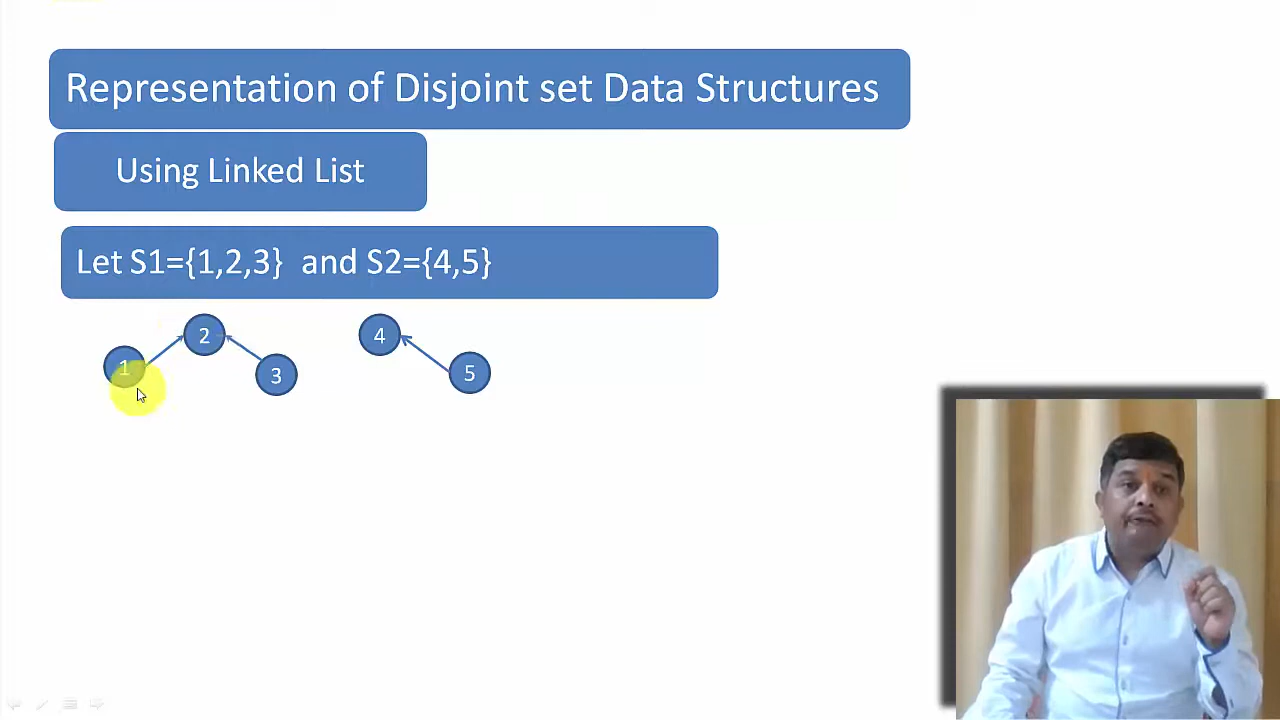 Representation of Disjoint set Data Structures
Using Linked List
Let S1={1,2,3} and S2={4,5}
2 4
1 3 5